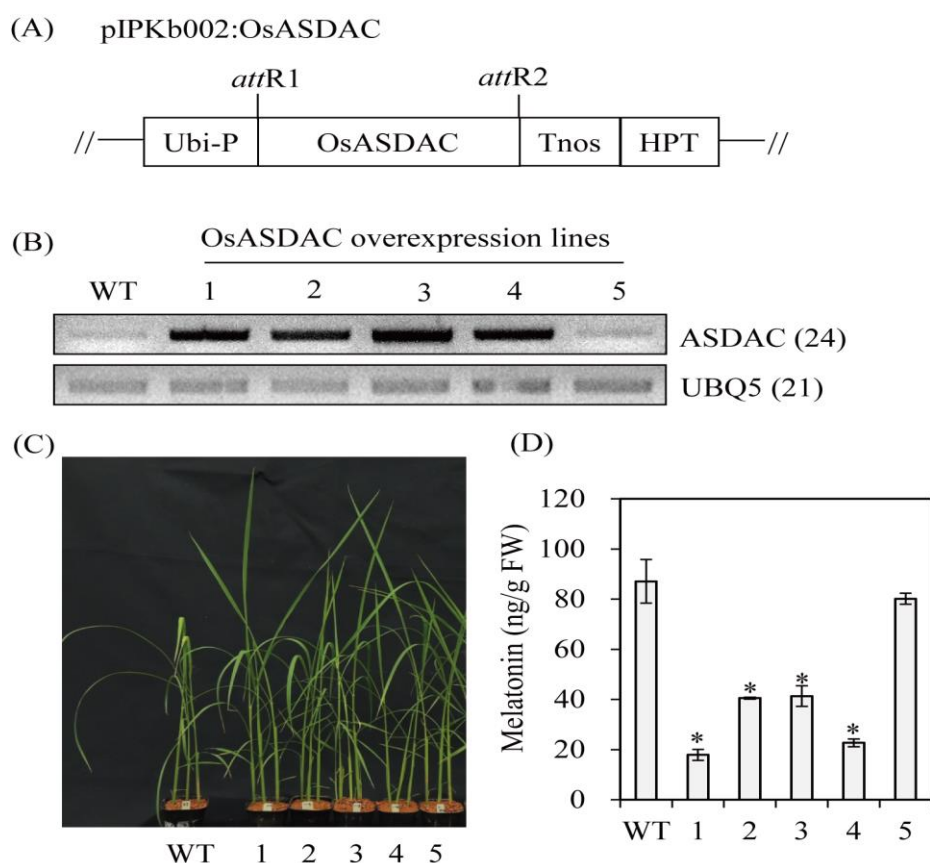 (A) pIPKb002:OsASDAC
attR1 attR2
// Ubi-P OsASDAC Tnos HPT //
(B) OsASDAC overexpression lines
WT 1 2 3 4 5
ASDAC (24)
UBQ5 (21)
(C)
WT 1 2 3 4 5
(D)
Melatonin (ng/g FW)
120
100
80
60
40
20
0
* * * *
WT 1 2 3 4 5